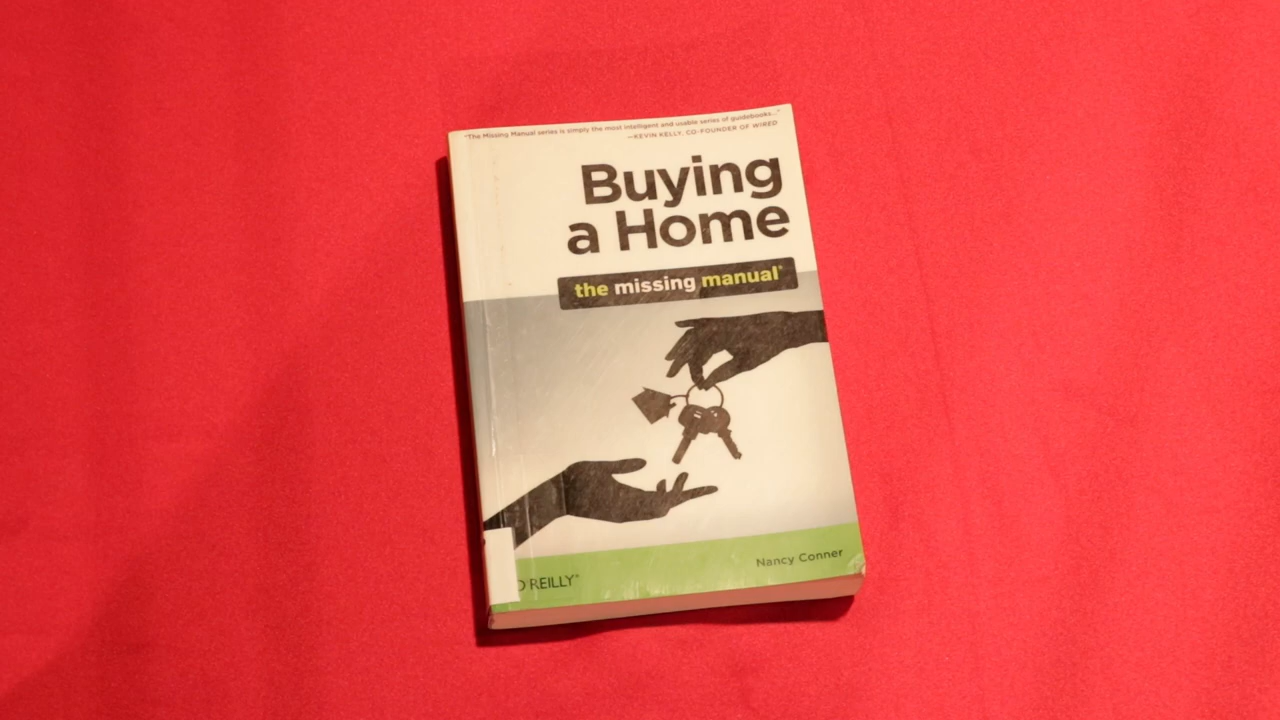 "The Missing Manual series is simply the most intelligent and usable series of guidebooks..."
—KEVIN KELLY, CO-FOUNDER OF WIRED
Buying
a Home
the missing manual®
Nancy Conner
O'REILLY®